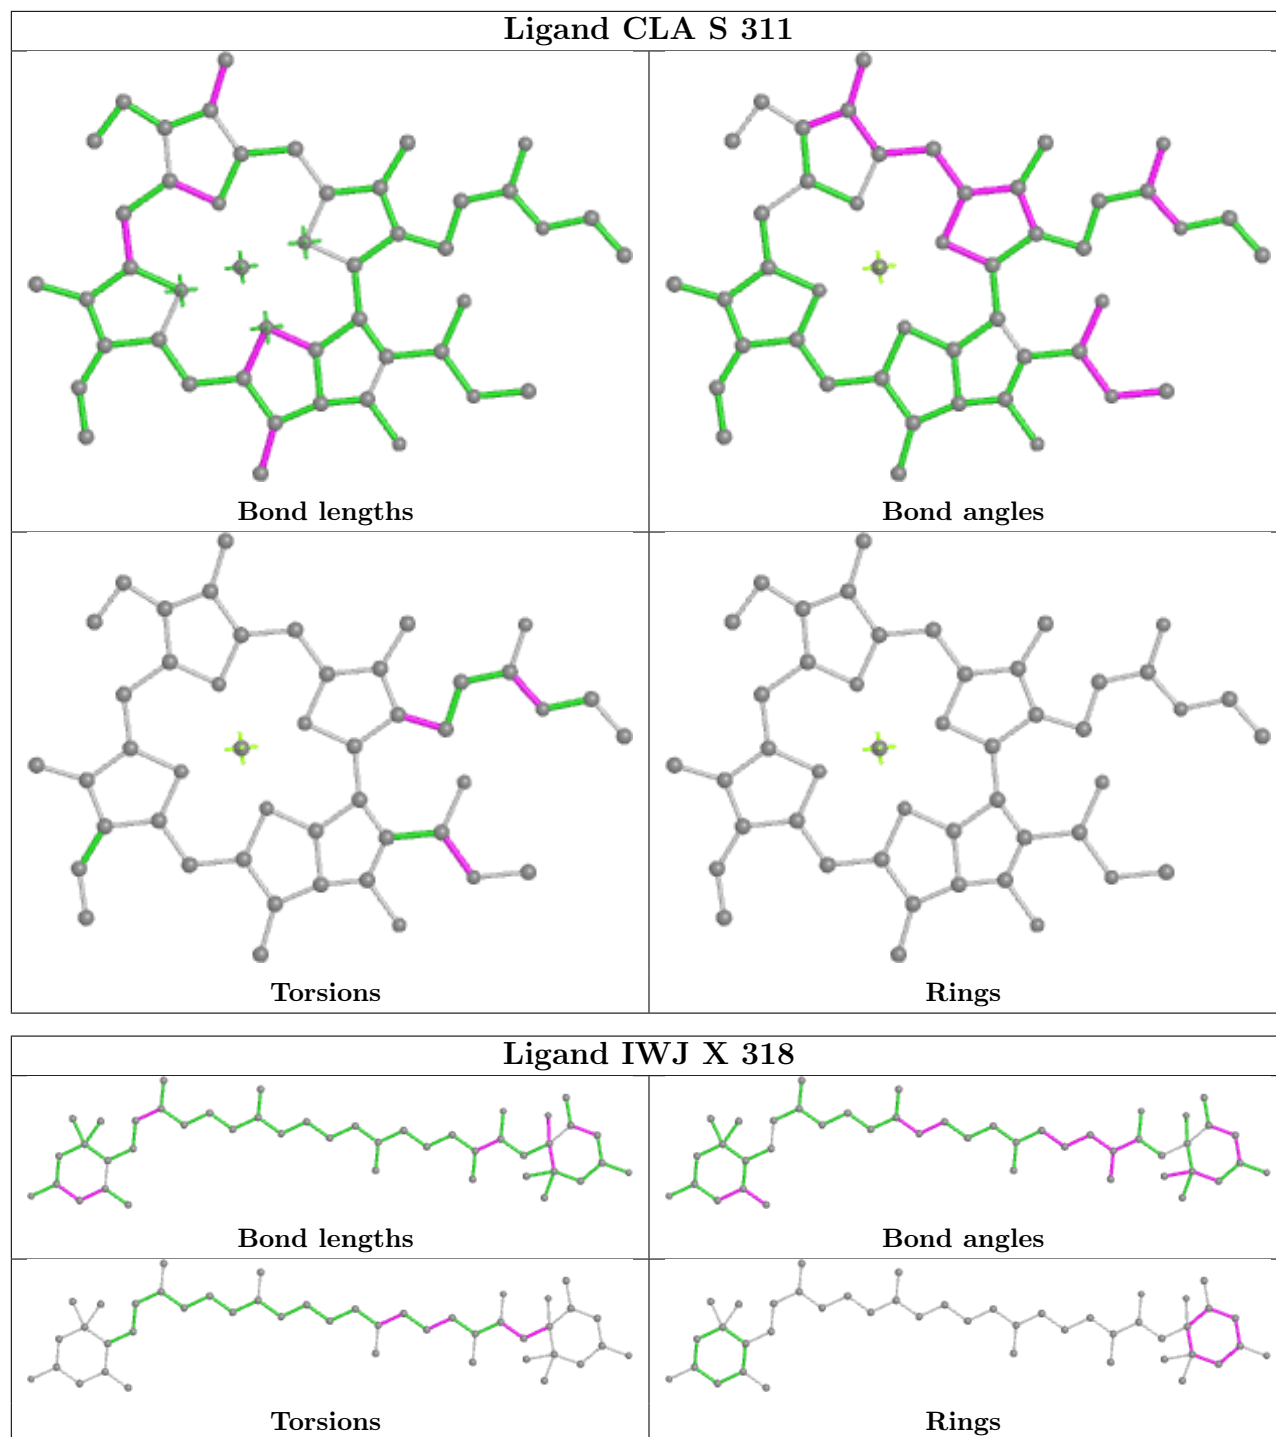 Ligand CLA S 311
Bond lengths
Bond angles
Torsions
Rings
Ligand IWJ X 318
Bond lengths
Bond angles
Torsions
Rings